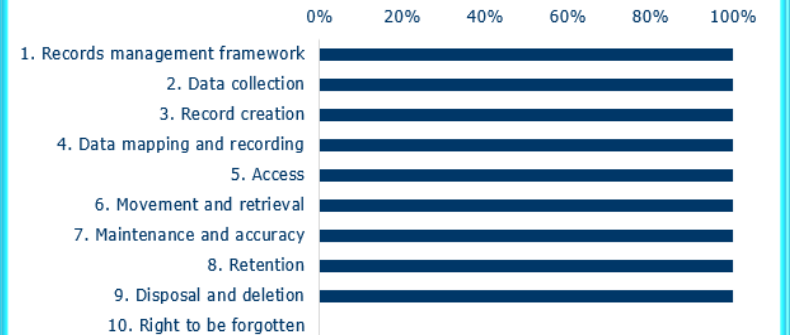 0% 20% 40% 60% 80% 100%
1. Records management framework
2. Data collection
3. Record creation
4. Data mapping and recording
5. Access
6. Movement and retrieval
7. Maintenance and accuracy
8. Retention
9. Disposal and deletion
10. Right to be forgotten